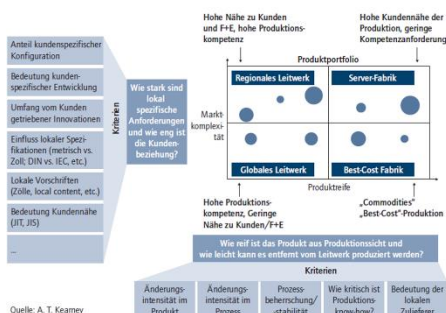 Anteil kundenspezifischer
Konfiguration
Bedeutung kunden-
spezifischer Entwicklung
Umfang vom Kunden
getriebener Innovationen
Einfluss lokaler Spezi-
fikationen (metrisch vs.
Zoll; DIN vs. IEC, etc.)
Lokale Vorschriften
(Zölle, local content, etc.)
Bedeutung Kundennähe
(JIT, JIS)
...
Kriterien
Wie stark sind
lokal
spezifische
Anforderungen
und wie eng ist
die Kunden-
beziehung?
Hohe Nähe zu Kunden
und F+E, hohe Produktions-
kompetenz
Hohe Kundennähe der
Produktion, geringe
Kompetenzanforderung
Produktportfolio
Regionales Leitwerk
Server-Fabrik
Markt-
komplexi-
tät
Globales Leitwerk
Best-Cost Fabrik
Produktreife
Hohe Produktions-
kompetenz, Geringe
Nähe zu Kunden/F+E
„Commodities"
„Best-Cost"-Produktion
Wie reif ist das Produkt aus Produktionssicht und
wie leicht kann es entfernt vom Leitwerk produziert werden?
Kriterien
Änderungs-
intensität im
Produkt
Änderungs-
intensität im
Prozess
Prozess-
beherrschung/
-stabilität
Wie kritisch ist
Produktions-
know-how?
Bedeutung der
lokalen
Zulieferer
Quelle: A. T. Kearney